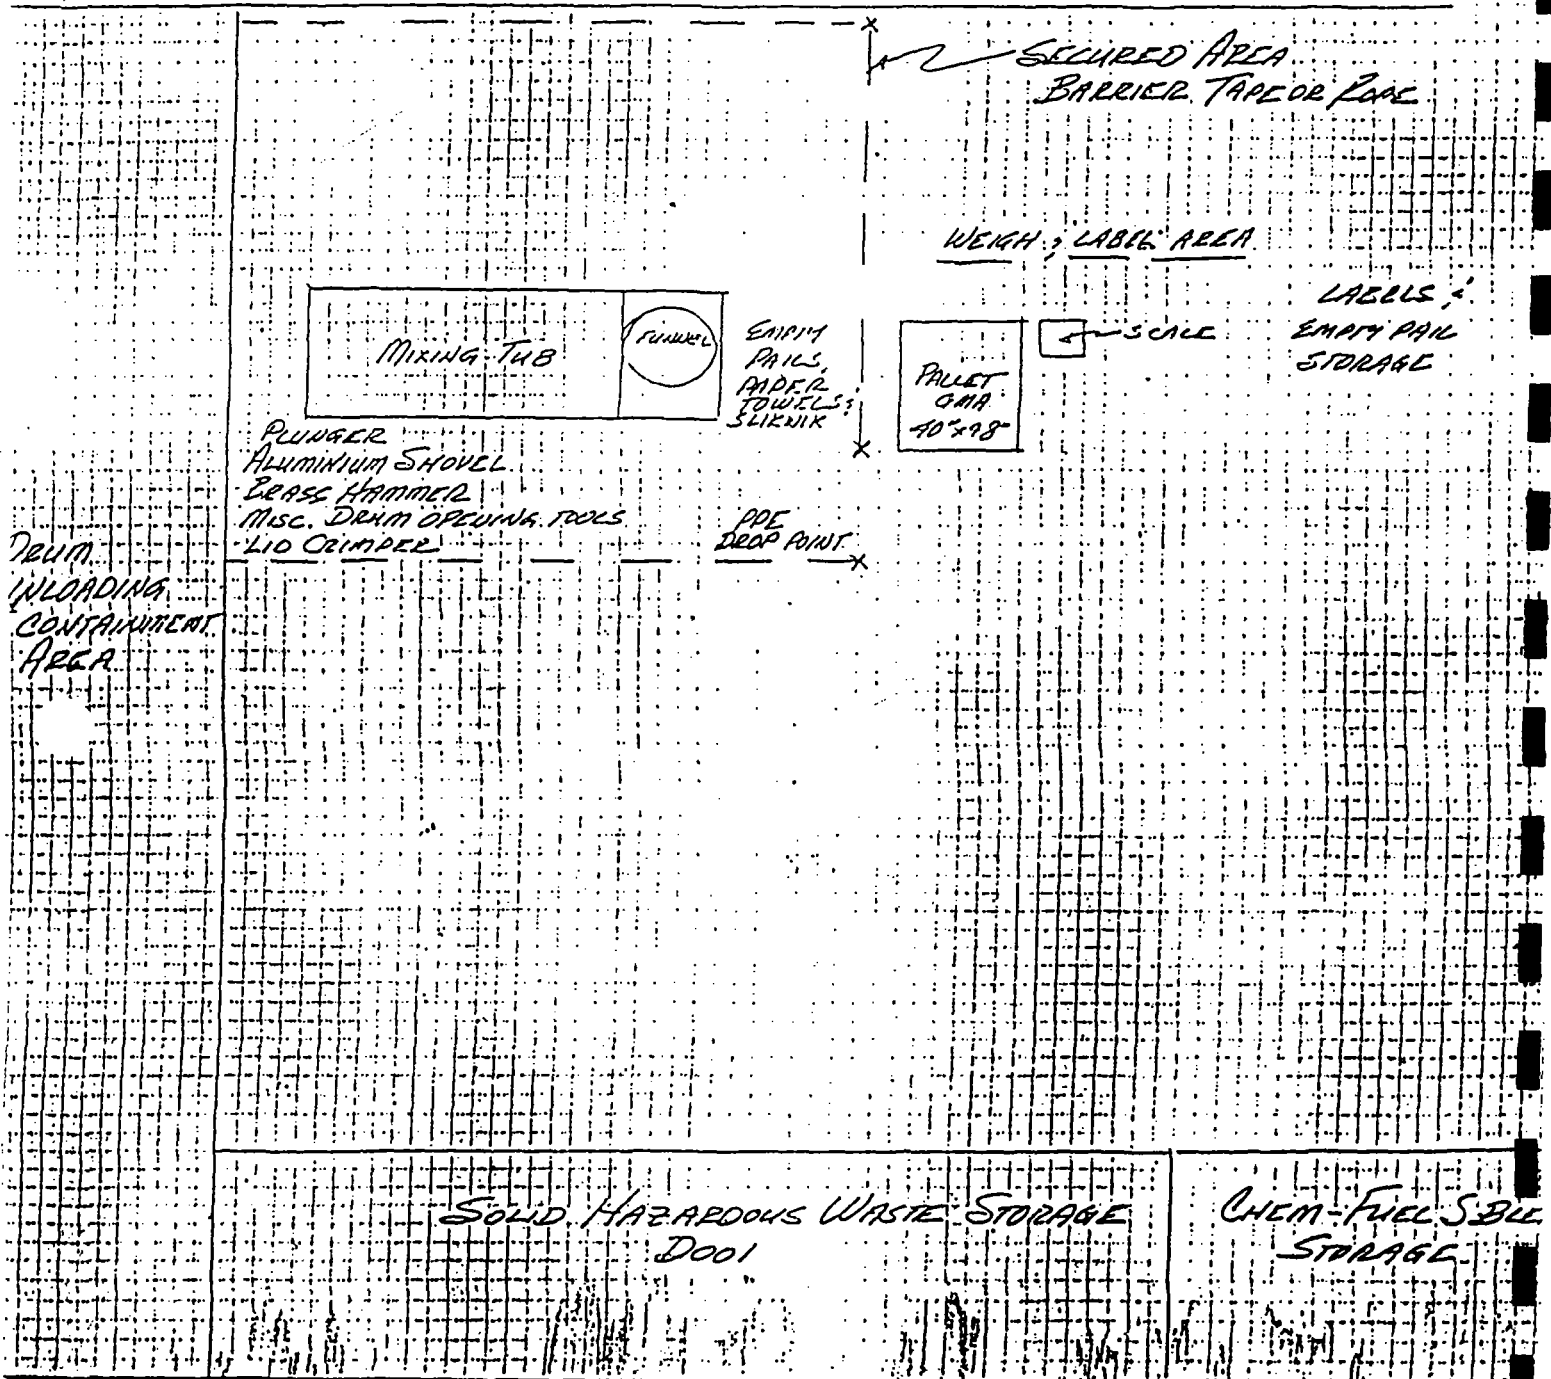 SECURED AREA
BARRIER TAPE OR ROPE
WEIGH & LABEL AREA
LABELS &
EMPTY PAIL
STORAGE
SCALE
MIXING TUB
FUNNEL
EMPTY
PAILS,
PAPER
TOWELS &
SLIKNIK
PALLET
GMA
40"x48"
PLUNGER
ALUMINIUM SHOVEL
BRASS HAMMER
MISC. DRUM OPENING TOOLS
LID CRIMPER
PPE
DROP POINT
DRUM
UNLOADING
CONTAINMENT
AREA
SOLID HAZARDOUS WASTE STORAGE
D001
CHEM-FUEL
STORAGE